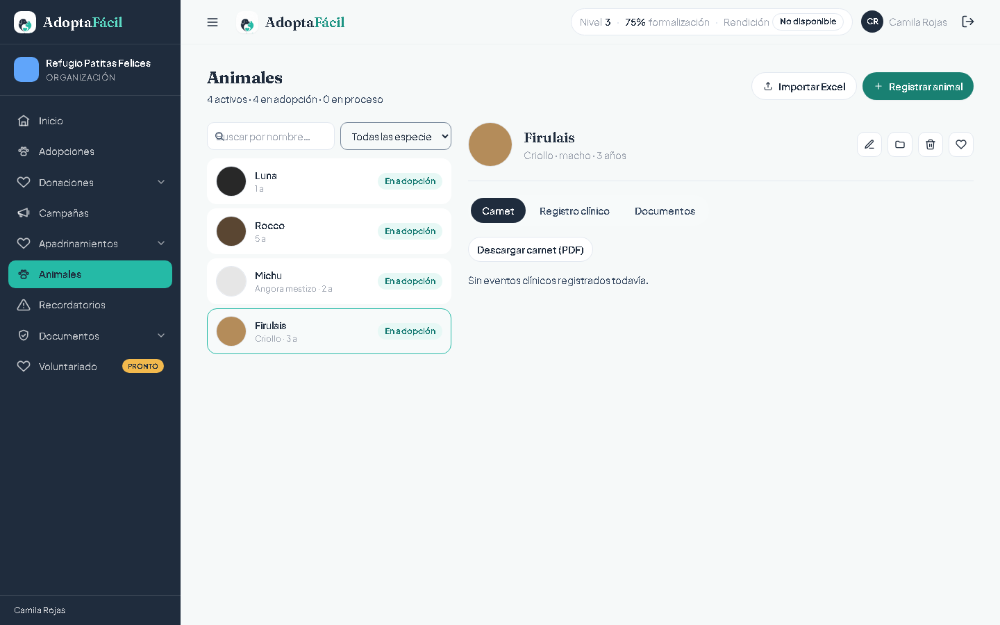 AdoptaFácil
Refugio Patitas Felices
ORGANIZACIÓN
Inicio
Adopciones
Donaciones
Campañas
Apadrinamientos
Animales
Recordatorios
Documentos
Voluntariado PRONTO
Camila Rojas
AdoptaFácil
Nivel 3 · 75% formalización · Rendición No disponible
CR Camila Rojas
Animales
4 activos · 4 en adopción · 0 en proceso
Importar Excel
Registrar animal
Buscar por nombre...
Todas las especie
Luna
1 a
En adopción
Rocco
5 a
En adopción
Michu
Angora mestizo · 2 a
En adopción
Firulais
Criollo · 3 a
En adopción
Firulais
Criollo · macho · 3 años
Carnet
Registro clínico
Documentos
Descargar carnet (PDF)
Sin eventos clínicos registrados todavía.